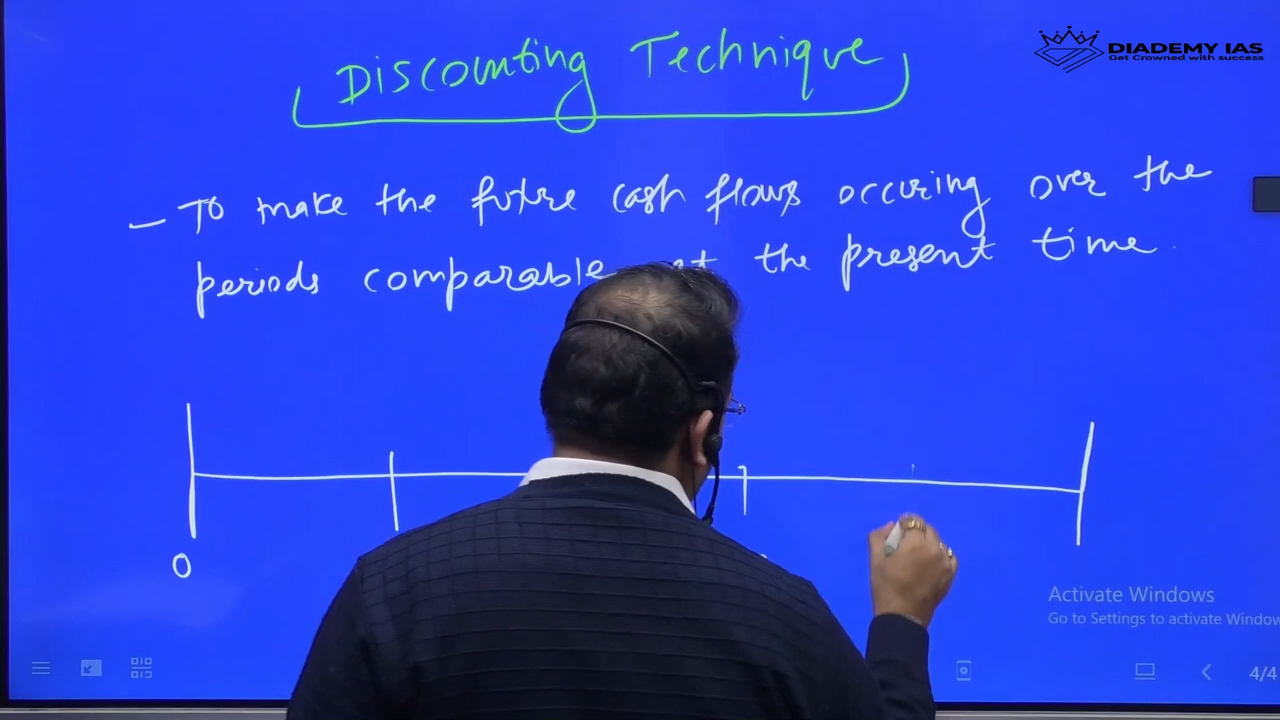 DIADEMY IAS
Get Crowned with success
Discounting Technique
– To make the future cash flows occuring over the
periods comparable at the present time.
0
Activate Windows
Go to Settings to activate Window
4/4